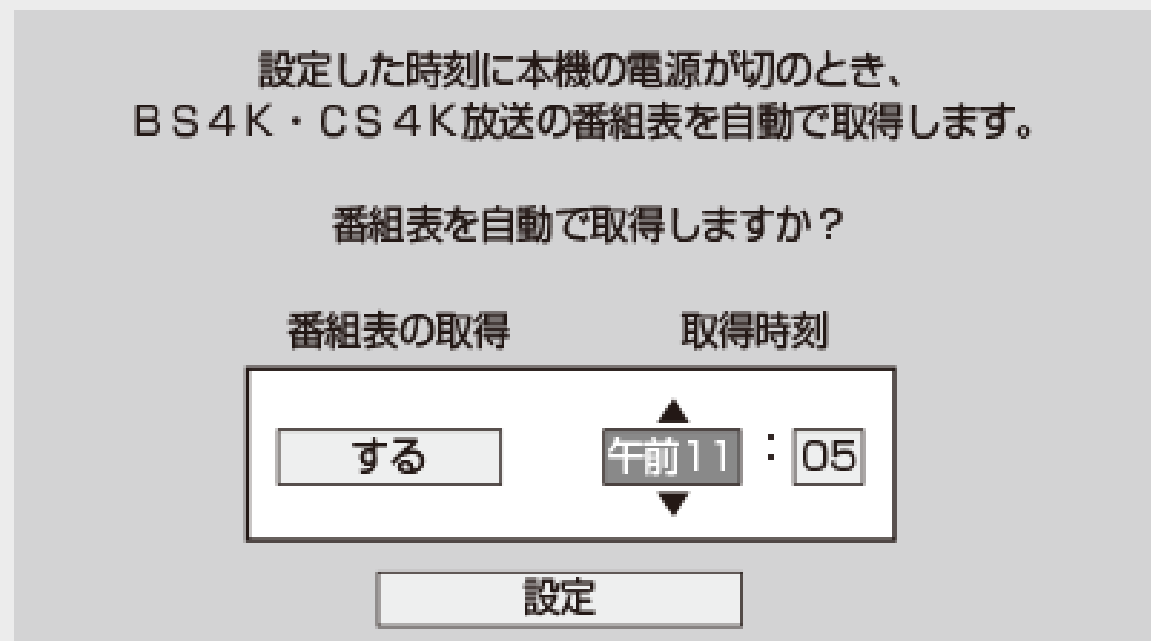 設定した時刻に本機の電源が切のとき、
ＢＳ４Ｋ・ＣＳ４Ｋ放送の番組表を自動で取得します。
番組表を自動で取得しますか？
番組表の取得 取得時刻
する 午前１１ : 05
設定